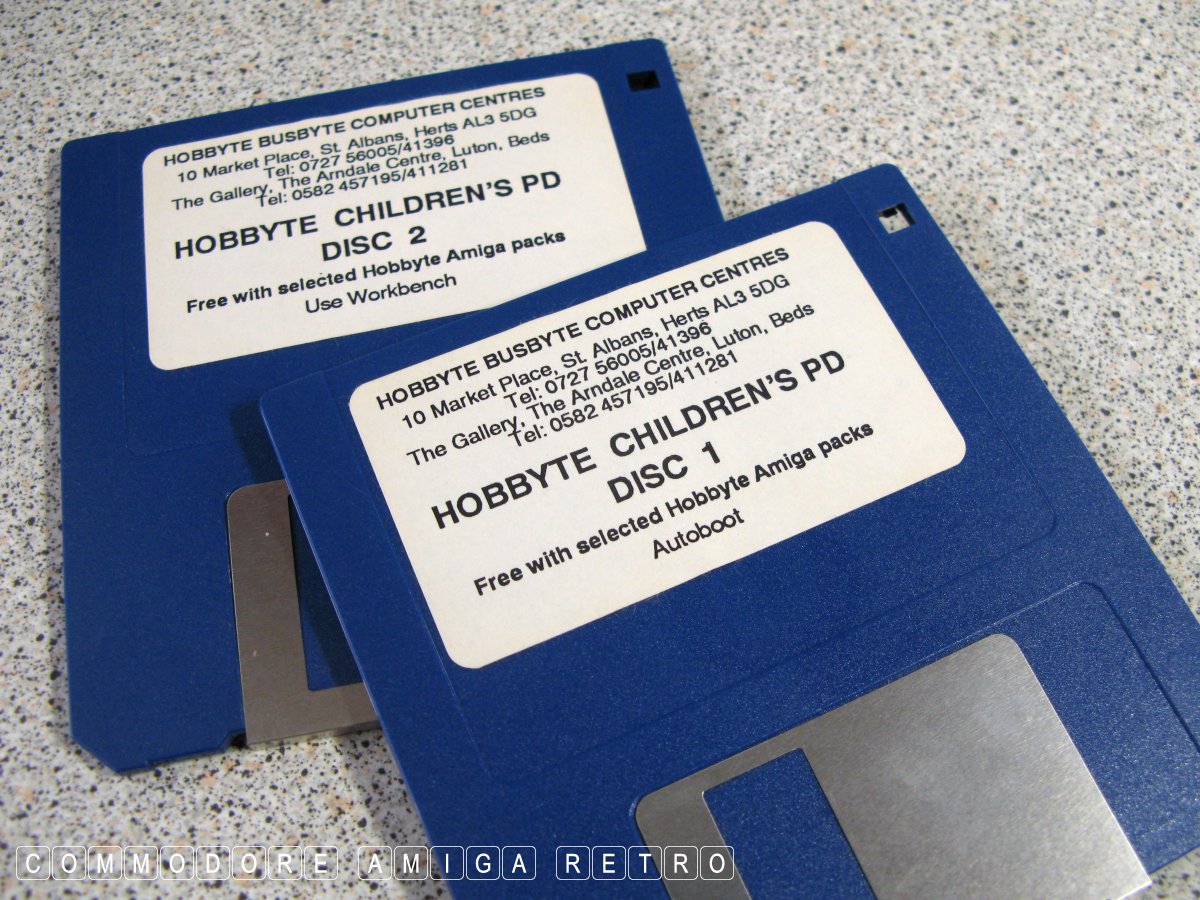 HOBBYTE BUSBYTE COMPUTER CENTRES
10 Market Place, St. Albans, Herts AL3 5DG
Tel: 0727 56005/41396
The Gallery, The Arndale Centre, Luton, Beds
Tel: 0582 457195/411281
HOBBYTE CHILDREN'S PD
DISC 2
Free with selected Hobbyte Amiga packs
Use Workbench
HOBBYTE BUSBYTE COMPUTER CENTRES
10 Market Place, St. Albans, Herts AL3 5DG
Tel: 0727 56005/41396
The Gallery, The Arndale Centre, Luton, Beds
Tel: 0582 457195/411281
HOBBYTE CHILDREN'S PD
DISC 1
Free with selected Hobbyte Amiga packs
Autoboot
COMMODORE AMIGA RETRO